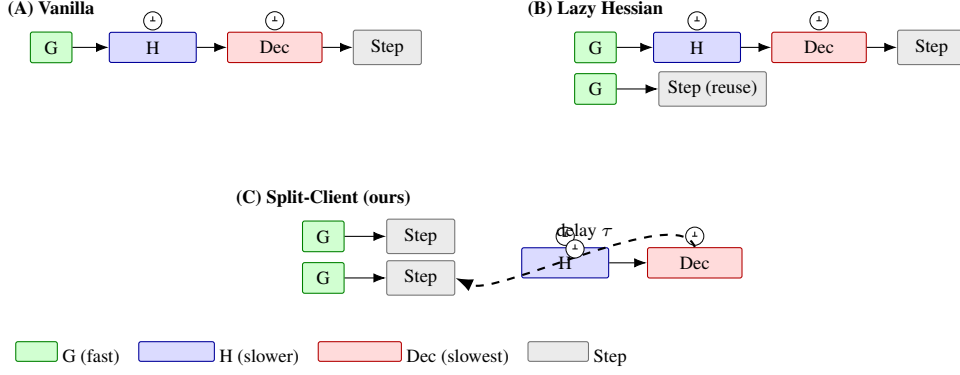 (A) Vanilla
G H Dec Step
(B) Lazy Hessian
G H Dec Step
G Step (reuse)
(C) Split-Client (ours)
G Step
G Step
delay τ
H Dec
G (fast) H (slower) Dec (slowest) Step